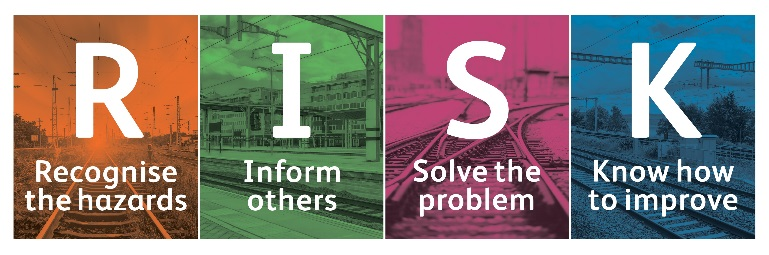 R
Recognise
the hazards
I
Inform
others
S
Solve the
problem
K
Know how
to improve